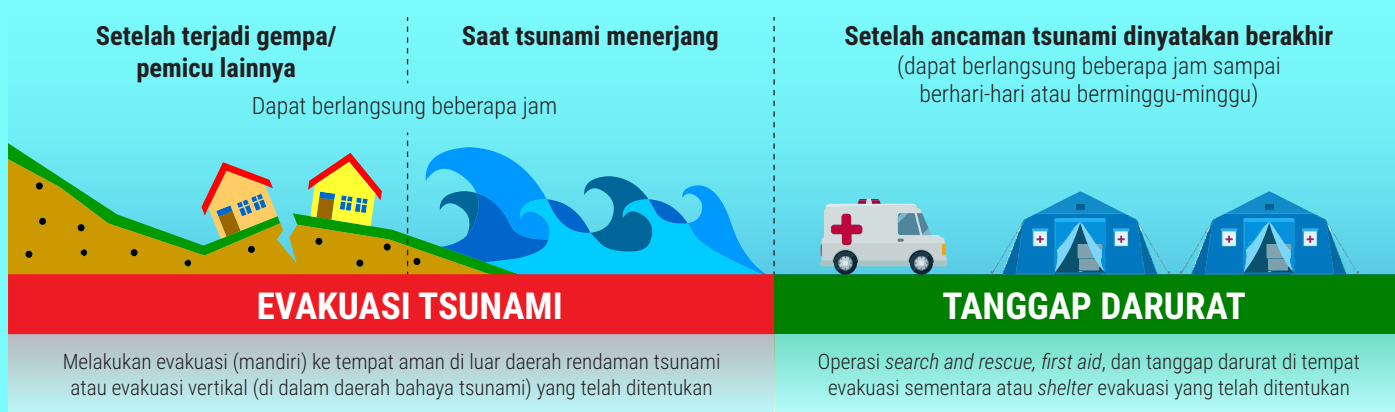 Setelah terjadi gempa/
pemicu lainnya
Saat tsunami menerjang
Dapat berlangsung beberapa jam
Setelah ancaman tsunami dinyatakan berakhir
(dapat berlangsung beberapa jam sampai
berhari-hari atau berminggu-minggu)
EVAKUASI TSUNAMI
TANGGAP DARURAT
Melakukan evakuasi (mandiri) ke tempat aman di luar daerah rendaman tsunami
atau evakuasi vertikal (di dalam daerah bahaya tsunami) yang telah ditentukan
Operasi search and rescue, first aid, dan tanggap darurat di tempat
evakuasi sementara atau shelter evakuasi yang telah ditentukan